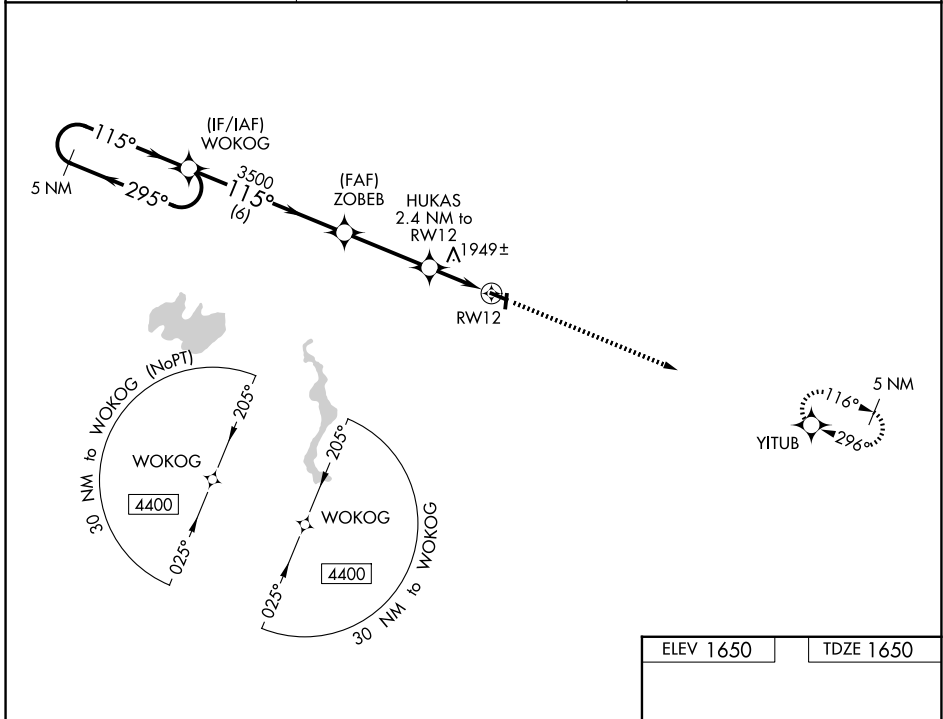 115°
5 NM
295°
(IF/IAF)
WOKOG
3500
115°
(6)
(FAF)
ZOBEB
HUKAS
2.4 NM to
RW12
1949±
RW12
5 NM
116°
296°
YITUB
30 NM to WOKOG (NoPT)
205°
WOKOG
4400
025°
205°
WOKOG
4400
025°
30 NM to WOKOG
ELEV 1650
TDZE 1650